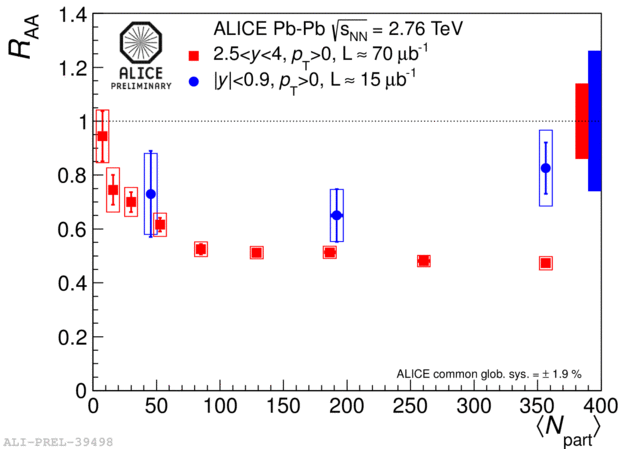 R_AA
1.4
1.2
1
0.8
0.6
0.4
0.2
0
ALICE
PRELIMINARY
ALICE Pb-Pb √s_NN = 2.76 TeV
2.5<y<4, p_T>0, L ≈ 70 μb⁻¹
|y|<0.9, p_T>0, L ≈ 15 μb⁻¹
ALICE common glob. sys. = ± 1.9 %
0 50 100 150 200 250 300 350 400
⟨N_part⟩
ALI-PREL-39498